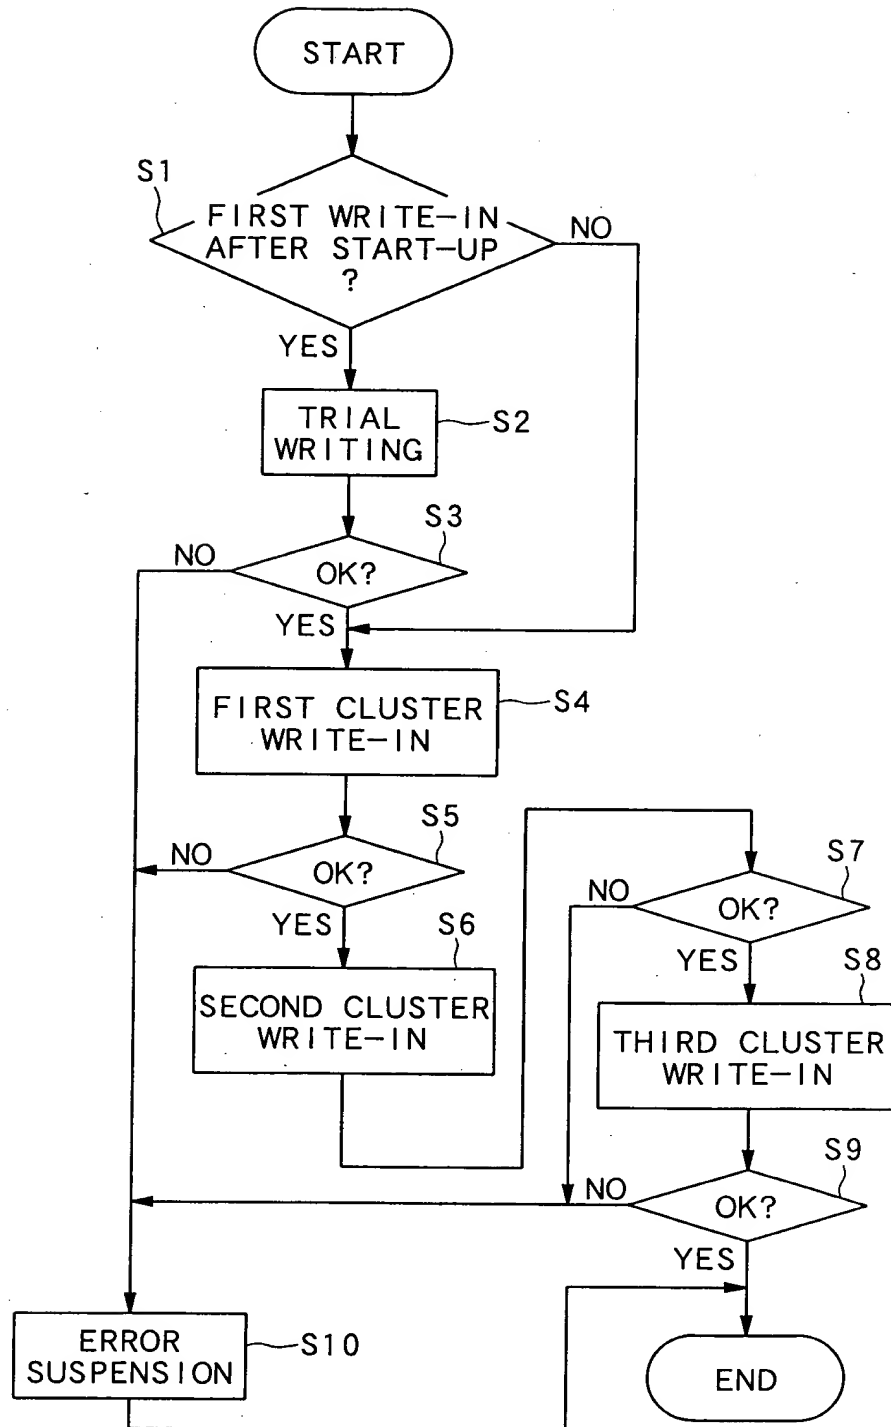 START
S1
FIRST WRITE-IN
AFTER START-UP
?
NO
YES
TRIAL
WRITING
S2
S3
NO
OK?
YES
FIRST CLUSTER
WRITE-IN
S4
S5
NO
OK?
YES
S6
SECOND CLUSTER
WRITE-IN
S7
NO
OK?
YES
S8
THIRD CLUSTER
WRITE-IN
S9
NO
OK?
YES
ERROR
SUSPENSION
S10
END